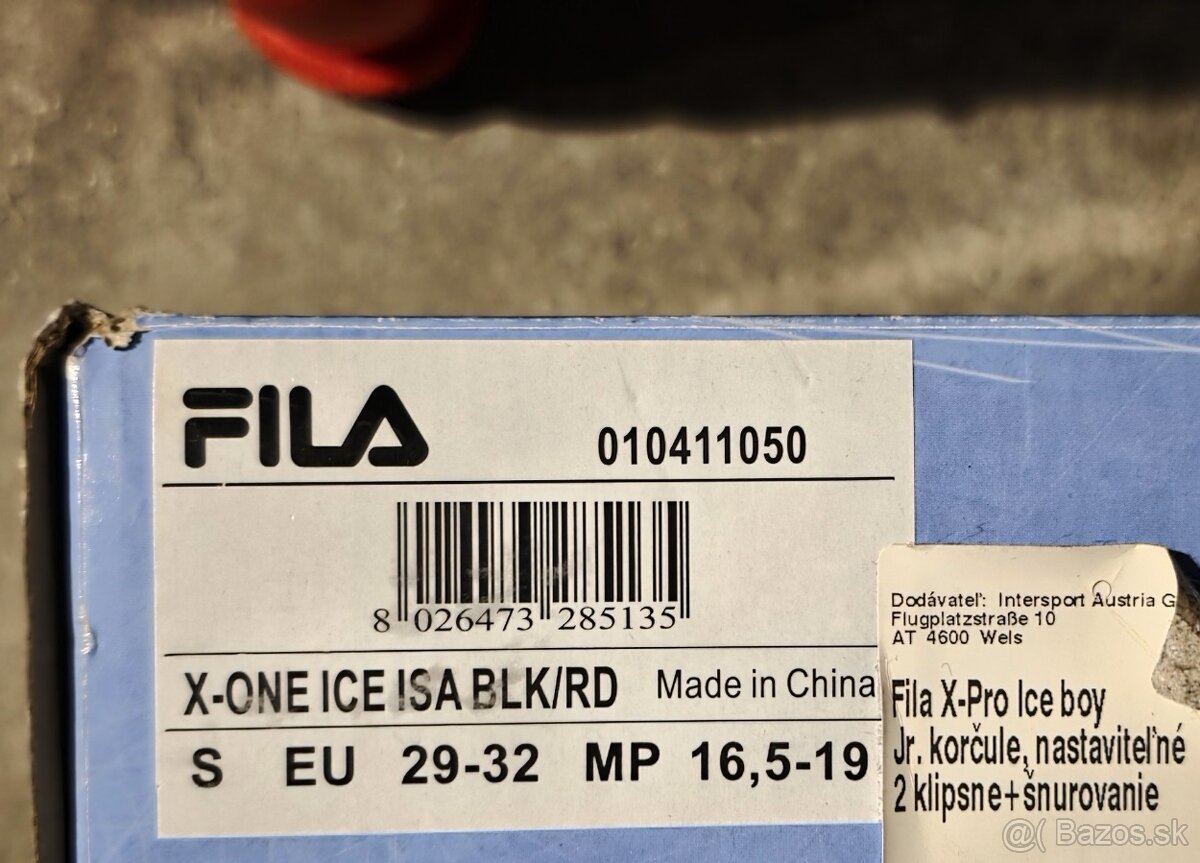 FILA
010411050
8 026473 285135
X-ONE ICE ISA BLK/RD Made in China
S EU 29-32 MP 16,5-19
Dodávateľ: Intersport Austria G
Flugplatzstraße 10
AT 4600 Wels
Fila X-Pro Ice boy
Jr. korčule, nastaviteľné
2 klipsne+šnurovanie
@( Bazos.sk